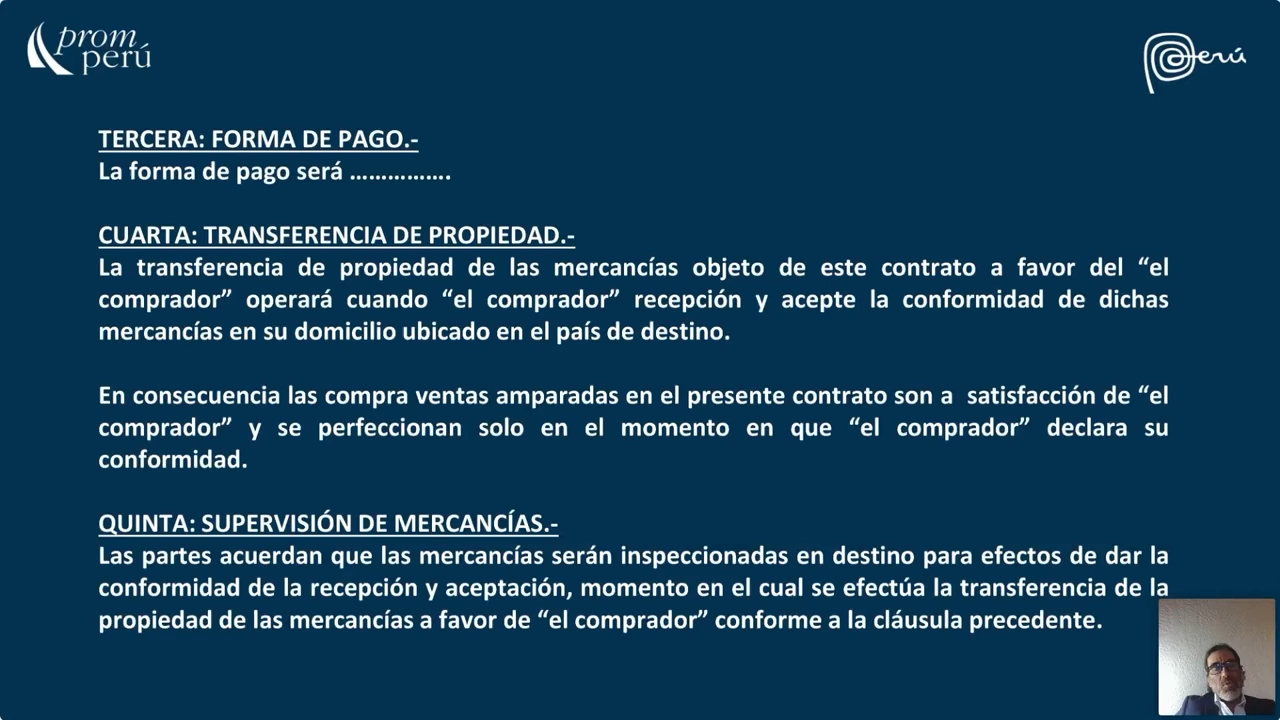 prom
perú
Perú
TERCERA: FORMA DE PAGO.-
La forma de pago será ................
CUARTA: TRANSFERENCIA DE PROPIEDAD.-
La transferencia de propiedad de las mercancías objeto de este contrato a favor del “el
comprador” operará cuando “el comprador” recepción y acepte la conformidad de dichas
mercancías en su domicilio ubicado en el país de destino.
En consecuencia las compra ventas amparadas en el presente contrato son a satisfacción de “el
comprador” y se perfeccionan solo en el momento en que “el comprador” declara su
conformidad.
QUINTA: SUPERVISIÓN DE MERCANCÍAS.-
Las partes acuerdan que las mercancías serán inspeccionadas en destino para efectos de dar la
conformidad de la recepción y aceptación, momento en el cual se efectúa la transferencia de la
propiedad de las mercancías a favor de “el comprador” conforme a la cláusula precedente.